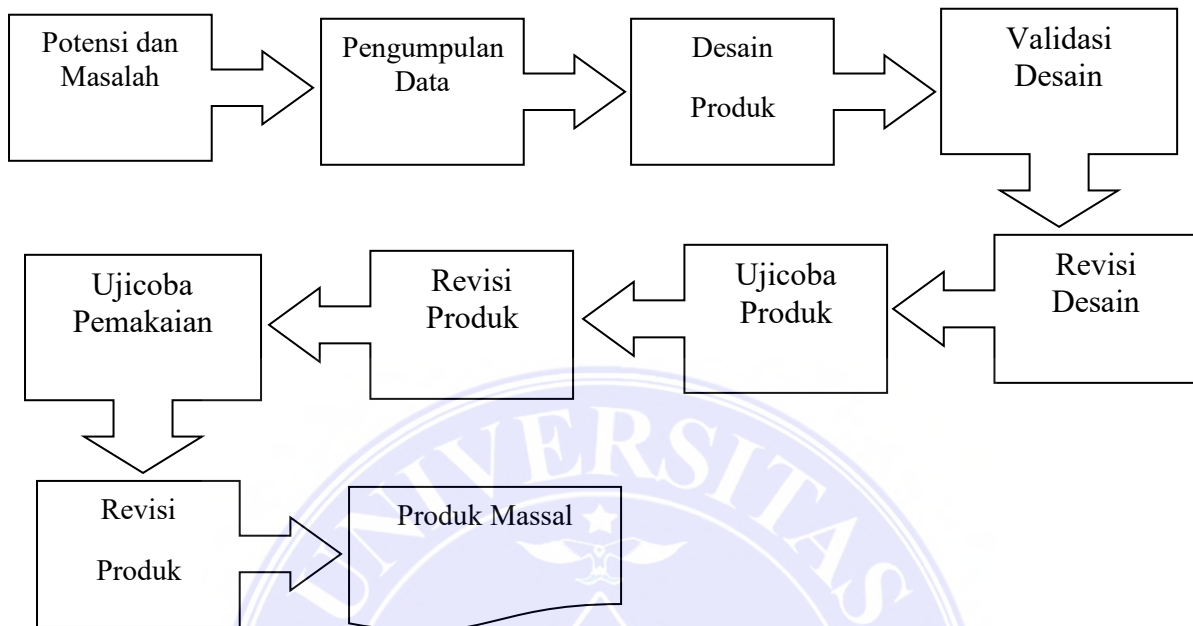 Potensi dan
Masalah
Pengumpulan
Data
Desain
Produk
Validasi
Desain
Revisi
Desain
Ujicoba
Produk
Revisi
Produk
Ujicoba
Pemakaian
Revisi
Produk
Produk Massal
UNIVERSITAS